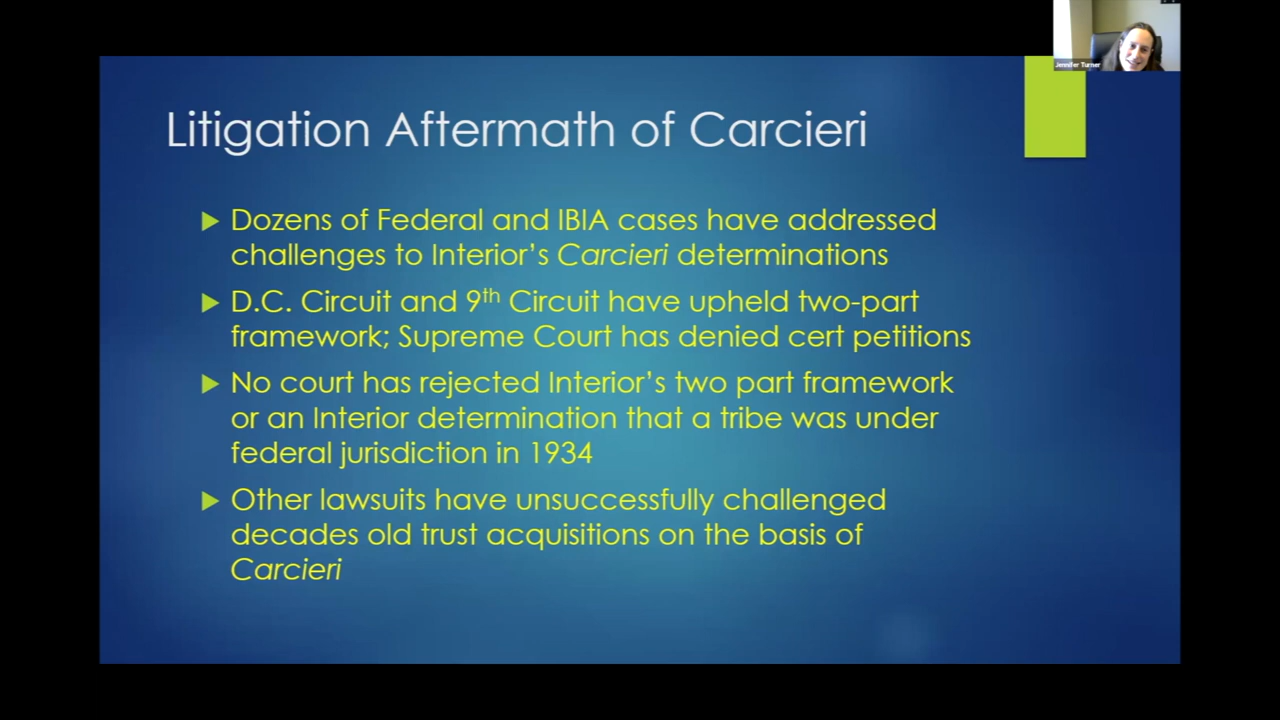 Jennifer Turner
Litigation Aftermath of Carcieri
Dozens of Federal and IBIA cases have addressed
challenges to Interior's Carcieri determinations
D.C. Circuit and 9th Circuit have upheld two-part
framework; Supreme Court has denied cert petitions
No court has rejected Interior's two part framework
or an Interior determination that a tribe was under
federal jurisdiction in 1934
Other lawsuits have unsuccessfully challenged
decades old trust acquisitions on the basis of
Carcieri